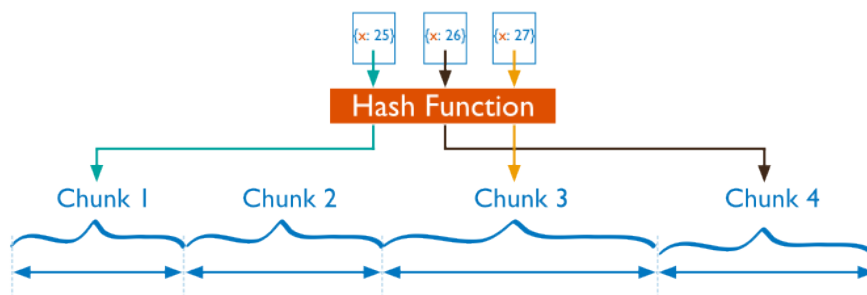 {x: 25} {x: 26} {x: 27}
Hash Function
Chunk 1 Chunk 2 Chunk 3 Chunk 4